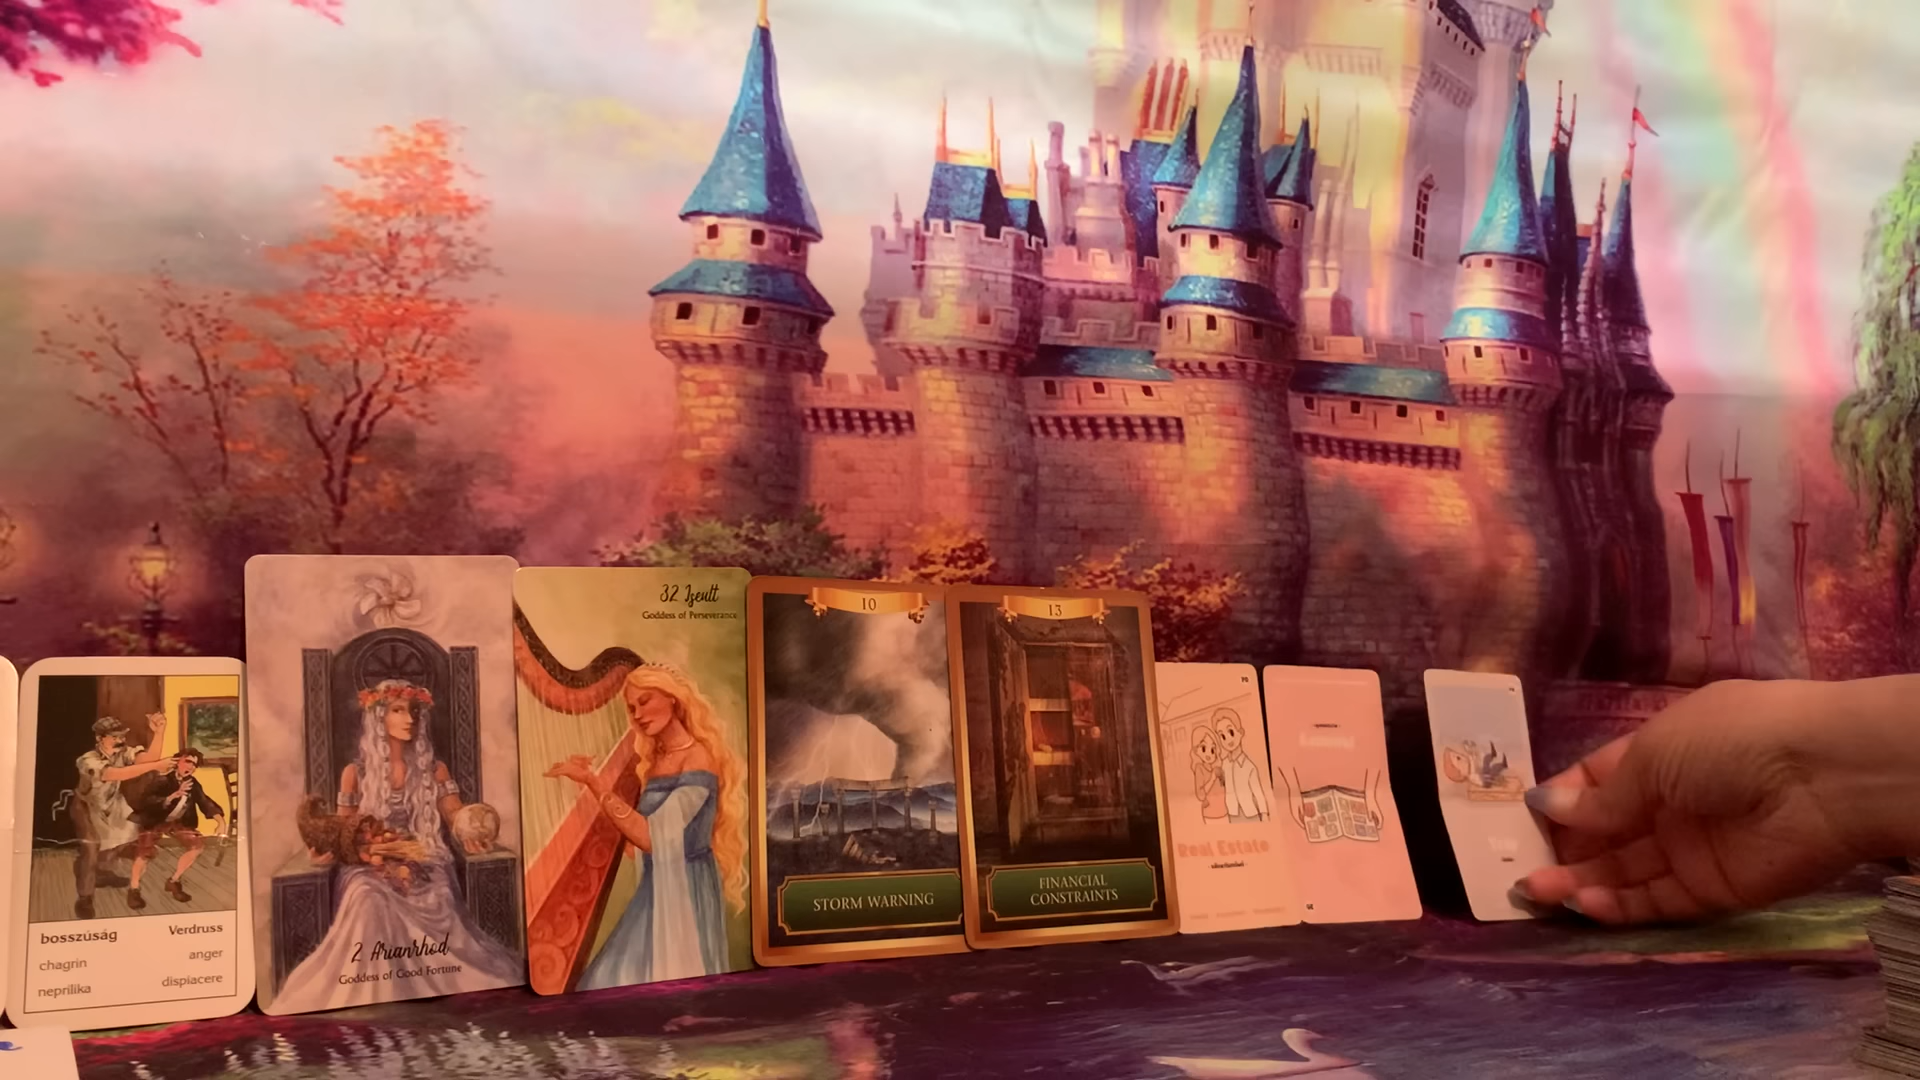 bosszúság Verdruss
chagrin anger
neprilika dispiacere
2 Arianrhod
Goddess of Good Fortune
32 Iseult
Goddess of Perseverance
10
STORM WARNING
13
FINANCIAL
CONSTRAINTS
Real Estate